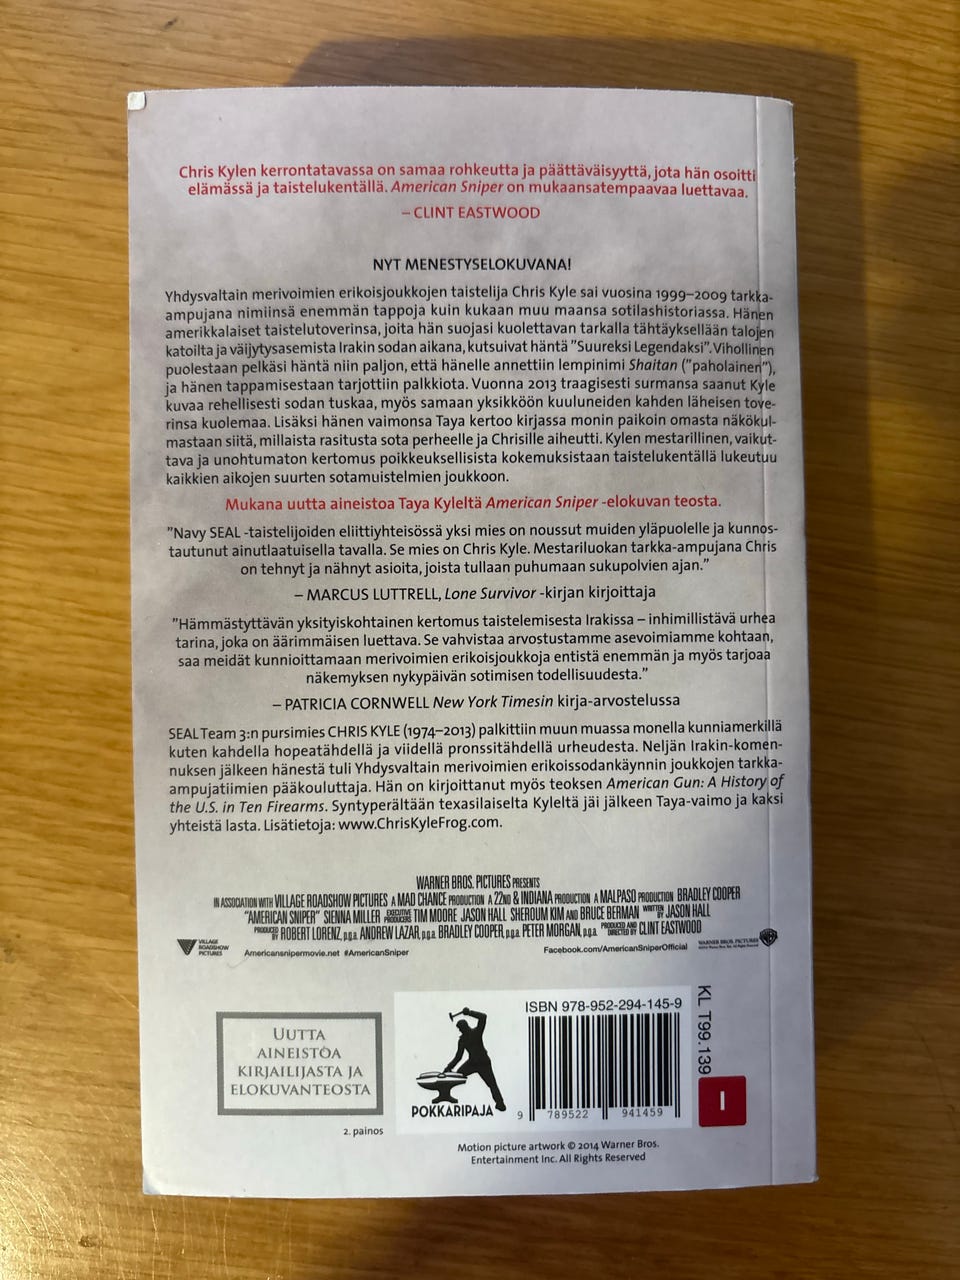 Chris Kylen kerrontatavassa on samaa rohkeutta ja päättäväisyyttä, jota hän osoitti
elämässä ja taistelukentällä. American Sniper on mukaansatempaavaa luettavaa.
– CLINT EASTWOOD
NYT MENESTYSELOKUVANA!
Yhdysvaltain merivoimien erikoisjoukkojen taistelija Chris Kyle sai vuosina 1999–2009 tarkka-
ampujana nimiinsä enemmän tappoja kuin kukaan muu maansa sotilashistoriassa. Hänen
amerikkalaiset taistelutoverinsa, joita hän suojasi kuolettavan tarkalla tähtäyksellään talojen
katoilta ja väijytysasemista Irakin sodan aikana, kutsuivat häntä ”Suureksi Legendaksi”. Vihollinen
puolestaan pelkäsi häntä niin paljon, että hänelle annettiin lempinimi Shaitan (”paholainen”),
ja hänen tappamisestaan tarjottiin palkkiota. Vuonna 2013 traagisesti surmansa saanut Kyle
kuvaa rehellisesti sodan tuskaa, myös samaan yksikköön kuuluneiden kahden läheisen tove-
rinsa kuolemaa. Lisäksi hänen vaimonsa Taya kertoo kirjassa monin paikoin omasta näkökul-
mastaan siitä, millaista rasitusta sota perheelle ja Chrisille aiheutti. Kylen mestarillinen, vaikut-
tava ja unohtumaton kertomus poikkeuksellisista kokemuksistaan taistelukentällä lukeutuu
kaikkien aikojen suurten sotamuistelmien joukkoon.
Mukana uutta aineistoa Taya Kyleltä American Sniper -elokuvan teosta.
”Navy SEAL -taistelijoiden eliittiyhteisössä yksi mies on noussut muiden yläpuolelle ja kunnos-
tautunut ainutlaatuisella tavalla. Se mies on Chris Kyle. Mestariluokan tarkka-ampujana Chris
on tehnyt ja nähnyt asioita, joista tullaan puhumaan sukupolvien ajan.”
– MARCUS LUTTRELL, Lone Survivor -kirjan kirjoittaja
”Hämmästyttävän yksityiskohtainen kertomus taistelemisesta Irakissa – inhimillistävä urhea
tarina, joka on äärimmäisen luettava. Se vahvistaa arvostustamme asevoimiamme kohtaan,
saa meidät kunnioittamaan merivoimien erikoisjoukkoja entistä enemmän ja myös tarjoaa
näkemyksen nykypäivän sotimisen todellisuudesta.”
– PATRICIA CORNWELL New York Timesin kirja-arvostelussa
SEAL Team 3:n pursimies CHRIS KYLE (1974–2013) palkittiin muun muassa monella kunniamerkillä
kuten kahdella hopeatähdellä ja viidellä pronssitähdellä urheudesta. Neljän Irakin-komen-
nuksen jälkeen hänestä tuli Yhdysvaltain merivoimien erikoissodankäynnin joukkojen tarkka-
ampujatiimien pääkouluttaja. Hän on kirjoittanut myös teoksen American Gun: A History of
the U.S. in Ten Firearms. Syntyperältään texasilaiselta Kyleltä jäi jälkeen Taya-vaimo ja kaksi
yhteistä lasta. Lisätietoja: www.ChrisKyleFrog.com.
WARNER BROS. PICTURES PRESENTS
IN ASSOCIATION WITH VILLAGE ROADSHOW PICTURES A MAD CHANCE PRODUCTION A 22ND & INDIANA PRODUCTION A MALPASO PRODUCTION BRADLEY COOPER
"AMERICAN SNIPER" SIENNA MILLER EXECUTIVE PRODUCERS TIM MOORE JASON HALL SHEROUM KIM AND BRUCE BERMAN WRITTEN BY JASON HALL
PRODUCED BY ROBERT LORENZ, p.g.a. ANDREW LAZAR, p.g.a. BRADLEY COOPER, p.g.a. PETER MORGAN, p.g.a. PRODUCED AND DIRECTED BY CLINT EASTWOOD
VILLAGE ROADSHOW PICTURES
Americansnipermovie.net #AmericanSniper
Facebook.com/AmericanSniperOfficial
WARNER BROS. PICTURES
UUTTA
AINEISTOA
KIRJAILIJASTA JA
ELOKUVANTEOSTA
2. painos
POKKARIPAJA
ISBN 978-952-294-145-9
9 789522 941459
KL T99.139
I
Motion picture artwork © 2014 Warner Bros.
Entertainment Inc. All Rights Reserved